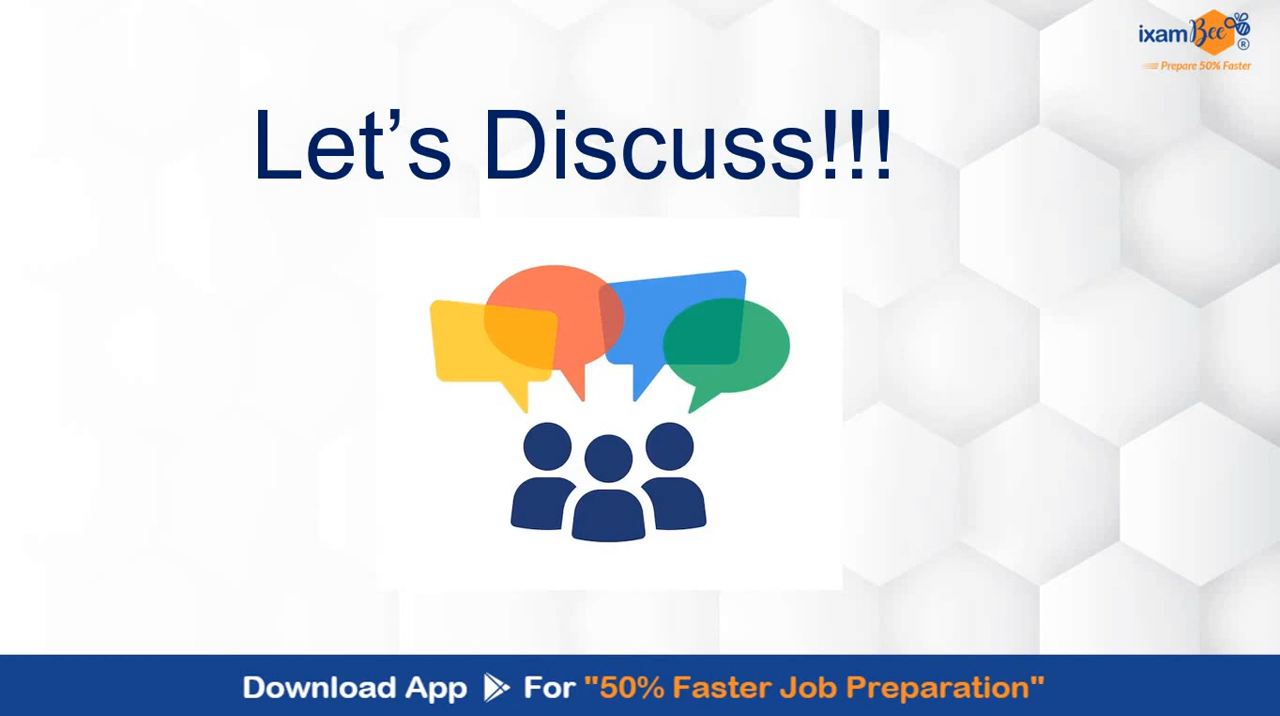 ixamBee®
Prepare 50% Faster
Let’s Discuss!!!
Download App For "50% Faster Job Preparation"